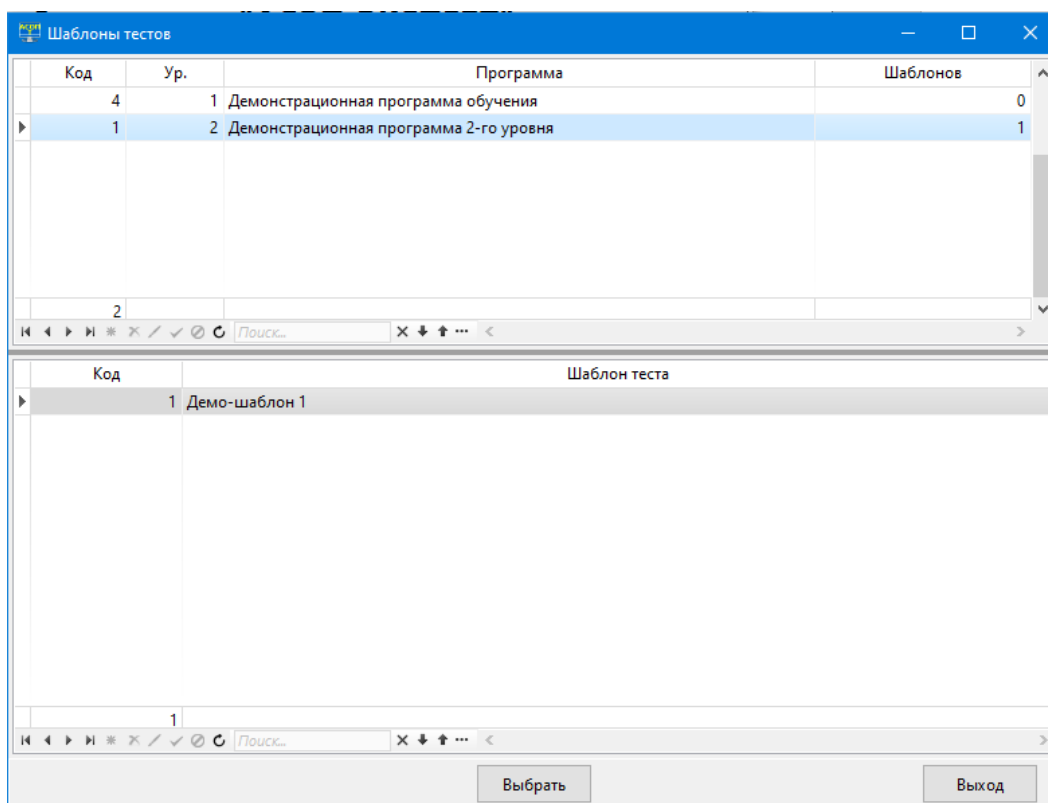 Шаблоны тестов
Код Ур. Программа Шаблонов
4 1 Демонстрационная программа обучения 0
1 2 Демонстрационная программа 2-го уровня 1
2
Поиск...
Код Шаблон теста
1 Демо-шаблон 1
1
Поиск...
Выбрать Выход